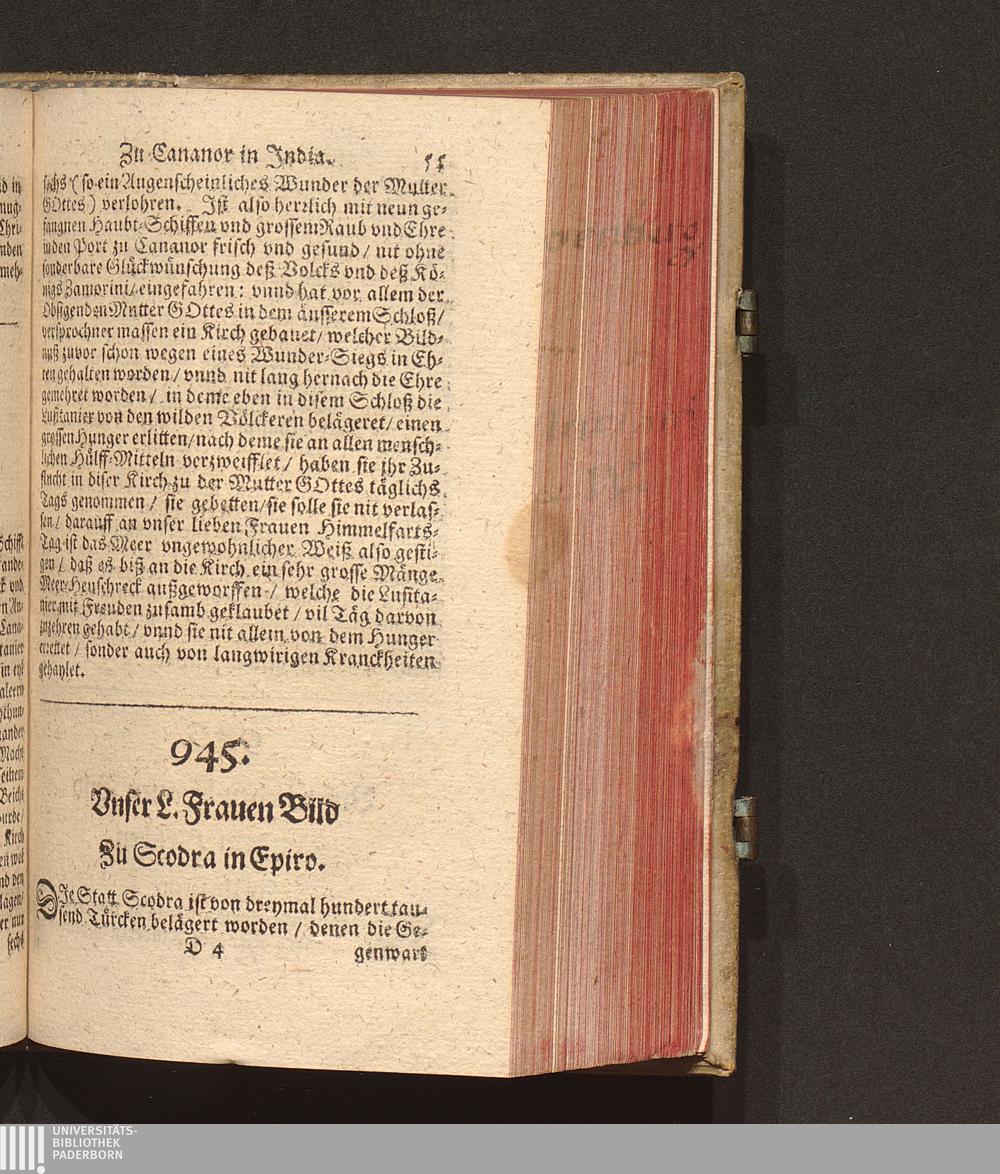 Zu Cananor in India. 55
sechs (so ein Augenscheinliches Wunder der Mutter
GOttes) verlohren. Ist also herrlich mit neun ge-
fangnen Haubt-Schiffen vnd grossem Raub vnd Ehre
in den Port zu Cananor frisch vnd gesund / nit ohne
sonderbare Glückwünschung deß Volcks vnd deß Kö-
nigs Zamorini / eingefahren: vnnd hat vor allem der
Obsigenden Mutter GOttes in dem äusserem Schloß /
versprochner massen ein Kirch gebauet / welcher Bild-
nuß zuvor schon wegen eines Wunder-Siegs in Eh-
ren gehalten worden / vnnd nit lang hernach die Ehre
gemehret worden / in deme eben in disem Schloß die
Lusitanier von den wilden Völckeren belägeret / einen
grossen Hunger erlitten / nach deme sie an allen mensch-
lichen Hülff-Mitteln verzweifflet / haben sie jhr Zu-
flucht in diser Kirch zu der Mutter GOttes täglichs
Tags genommen / sie gebetten / sie solle sie nit verlas-
sen / darauff an vnser lieben Frauen Himmelfarts-
Tag ist das Meer vngewohnlicher Weiß also gesti-
gen / daß es biß an die Kirch ein sehr grosse Mänge
Meer-Heuschreck außgeworffen / welche die Lusita-
nier mit Freuden zusamb geklaubet / vil Täg darvon
zuzehren gehabt / vnnd sie nit allein von dem Hunger
errettet / sonder auch von langwirigen Kranckheiten
gehaylet.
945.
Vnser L. Frauen Bild
Zu Scodra in Epiro.
DIe Statt Scodra ist von dreymal hundert tau-
send Türcken belägert worden / denen die Ge-
D 4 genwart
UNIVERSITÄTS-
BIBLIOTHEK
PADERBORN